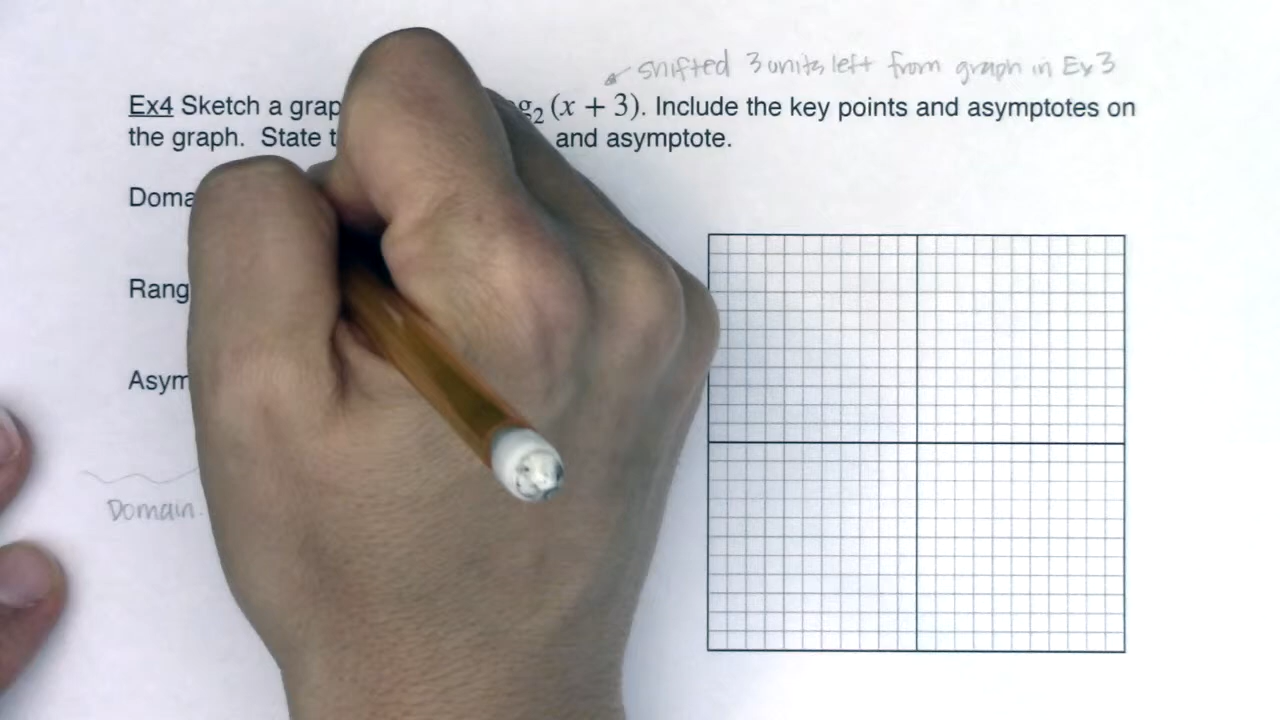 shifted 3 units left from graph in Ex 3
Ex4 Sketch a grap g₂ (x + 3). Include the key points and asymptotes on
the graph. State t and asymptote.
Doma
Rang
Asym
Domain.